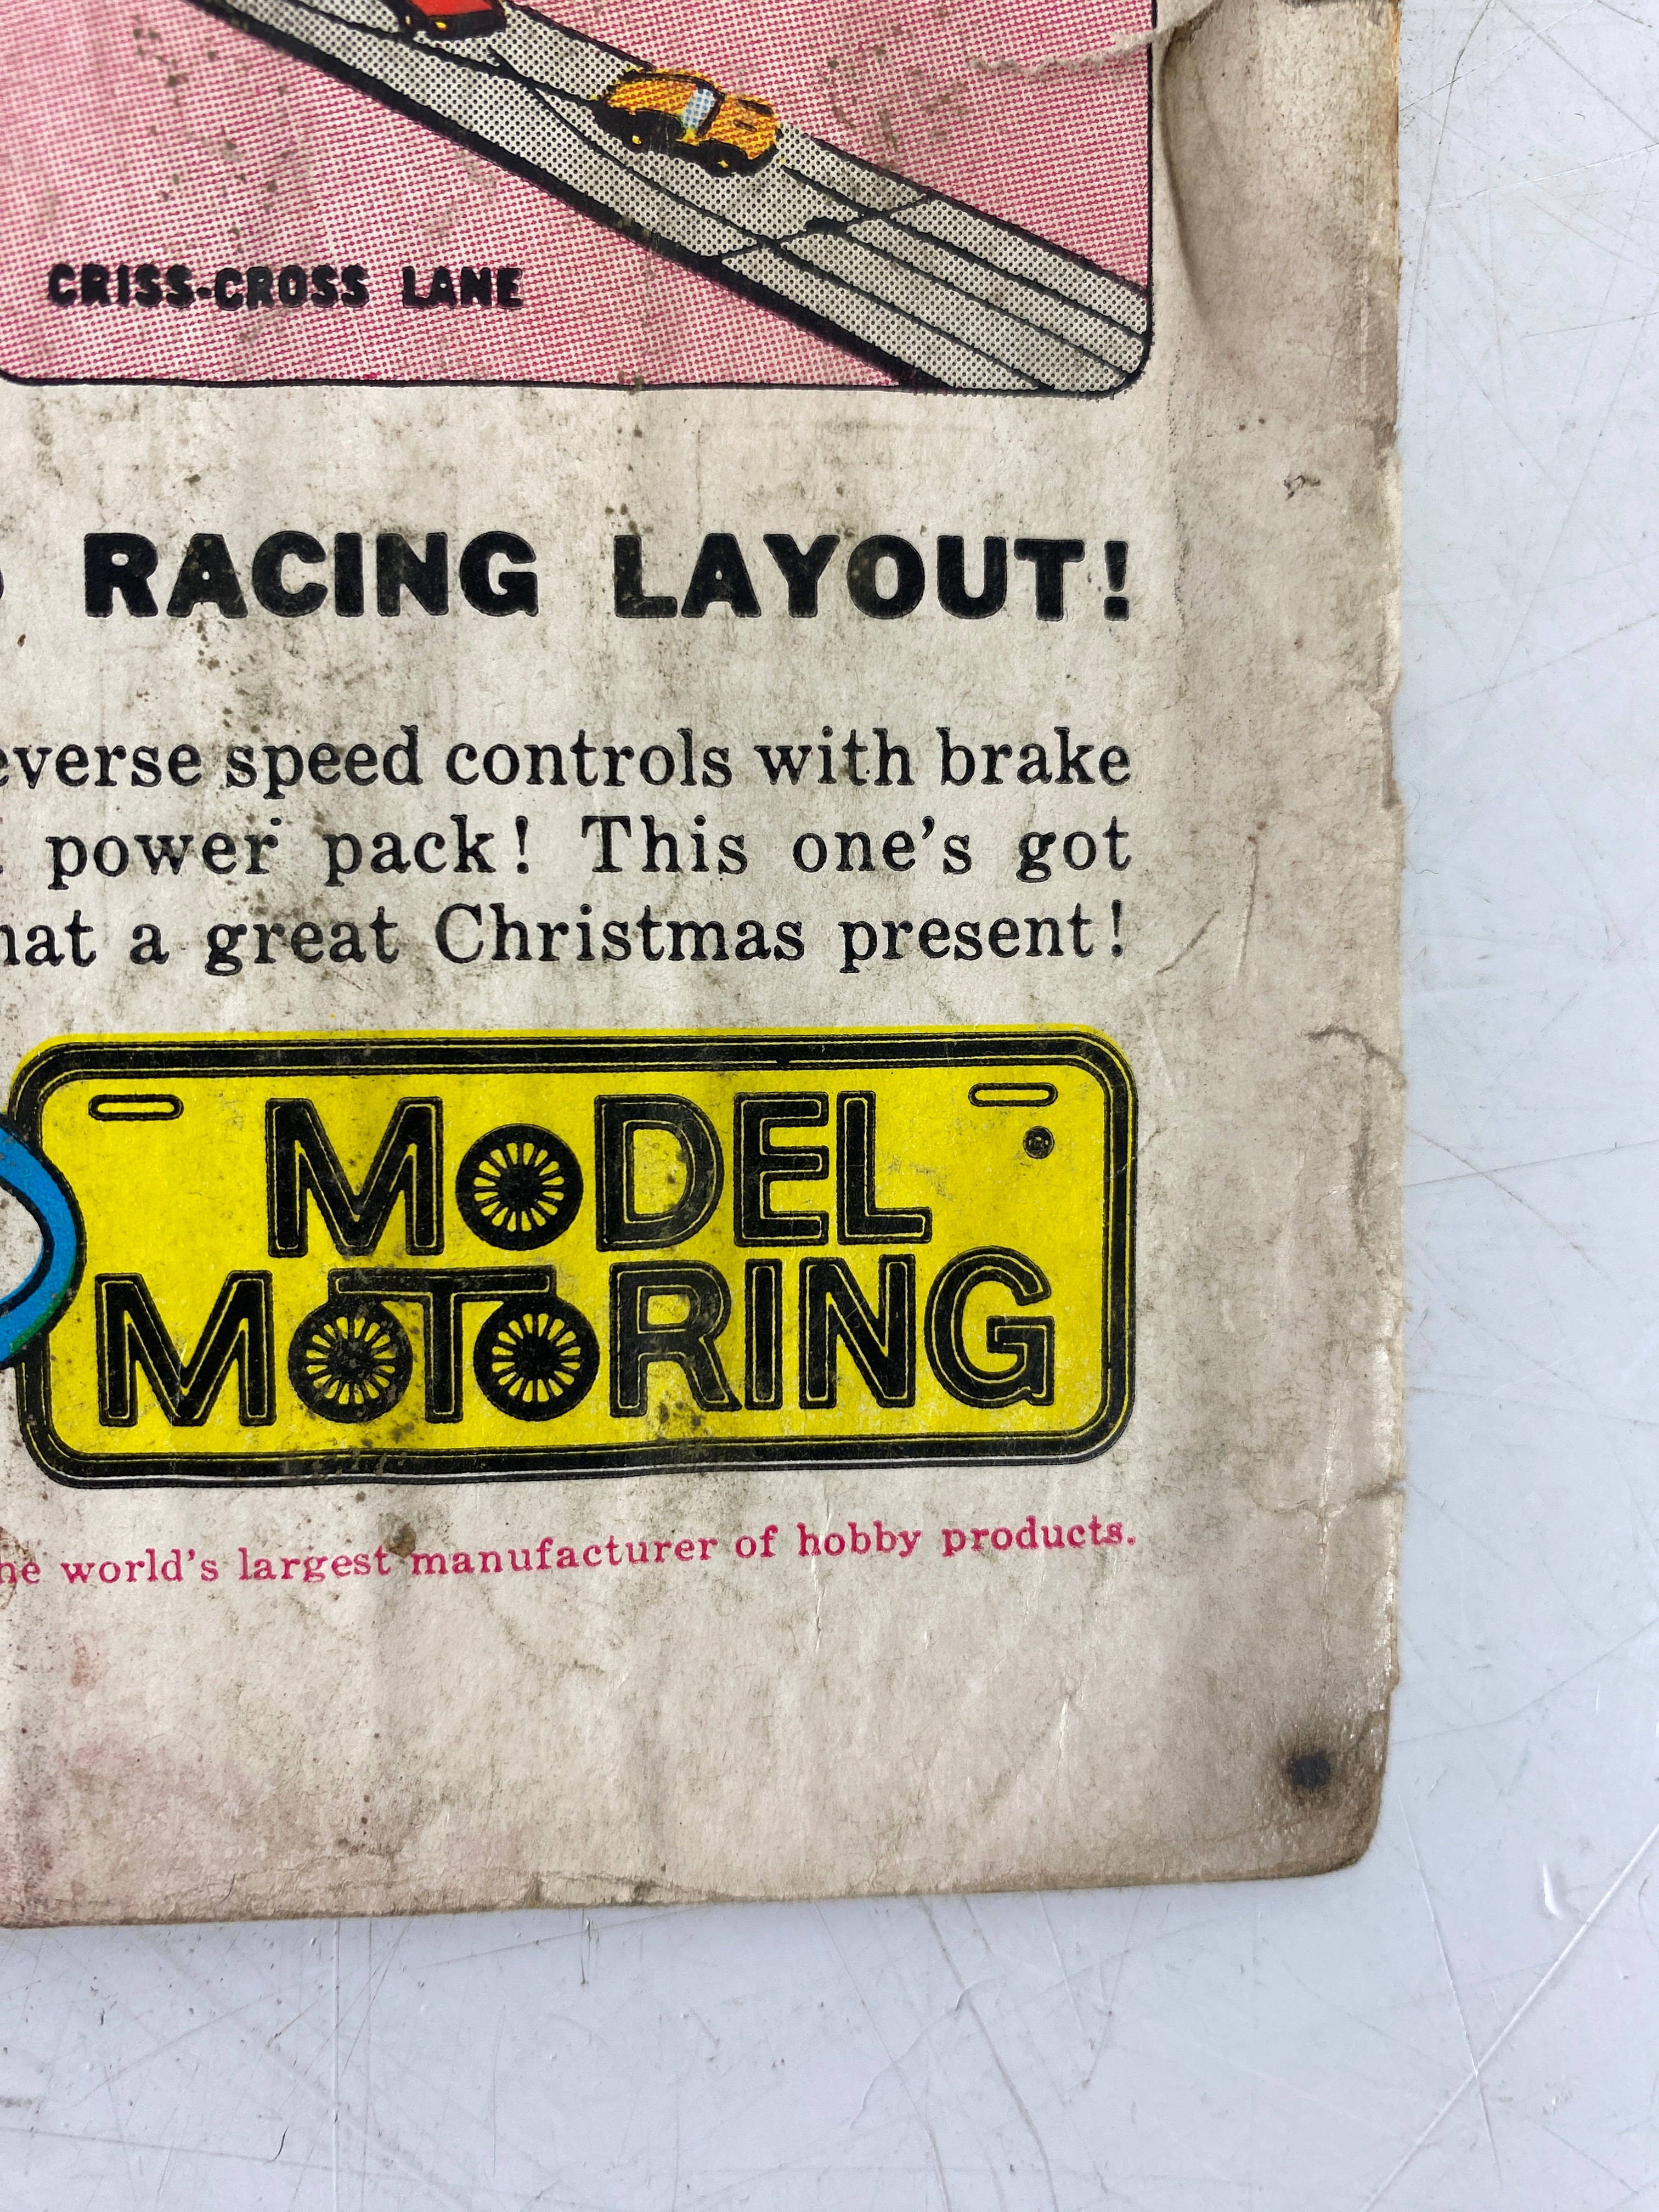 CRISS-CROSS LANE
RACING LAYOUT!
everse speed controls with brake
power pack! This one's got
hat a great Christmas present!
MODEL
MOTORING
he world's largest manufacturer of hobby products.